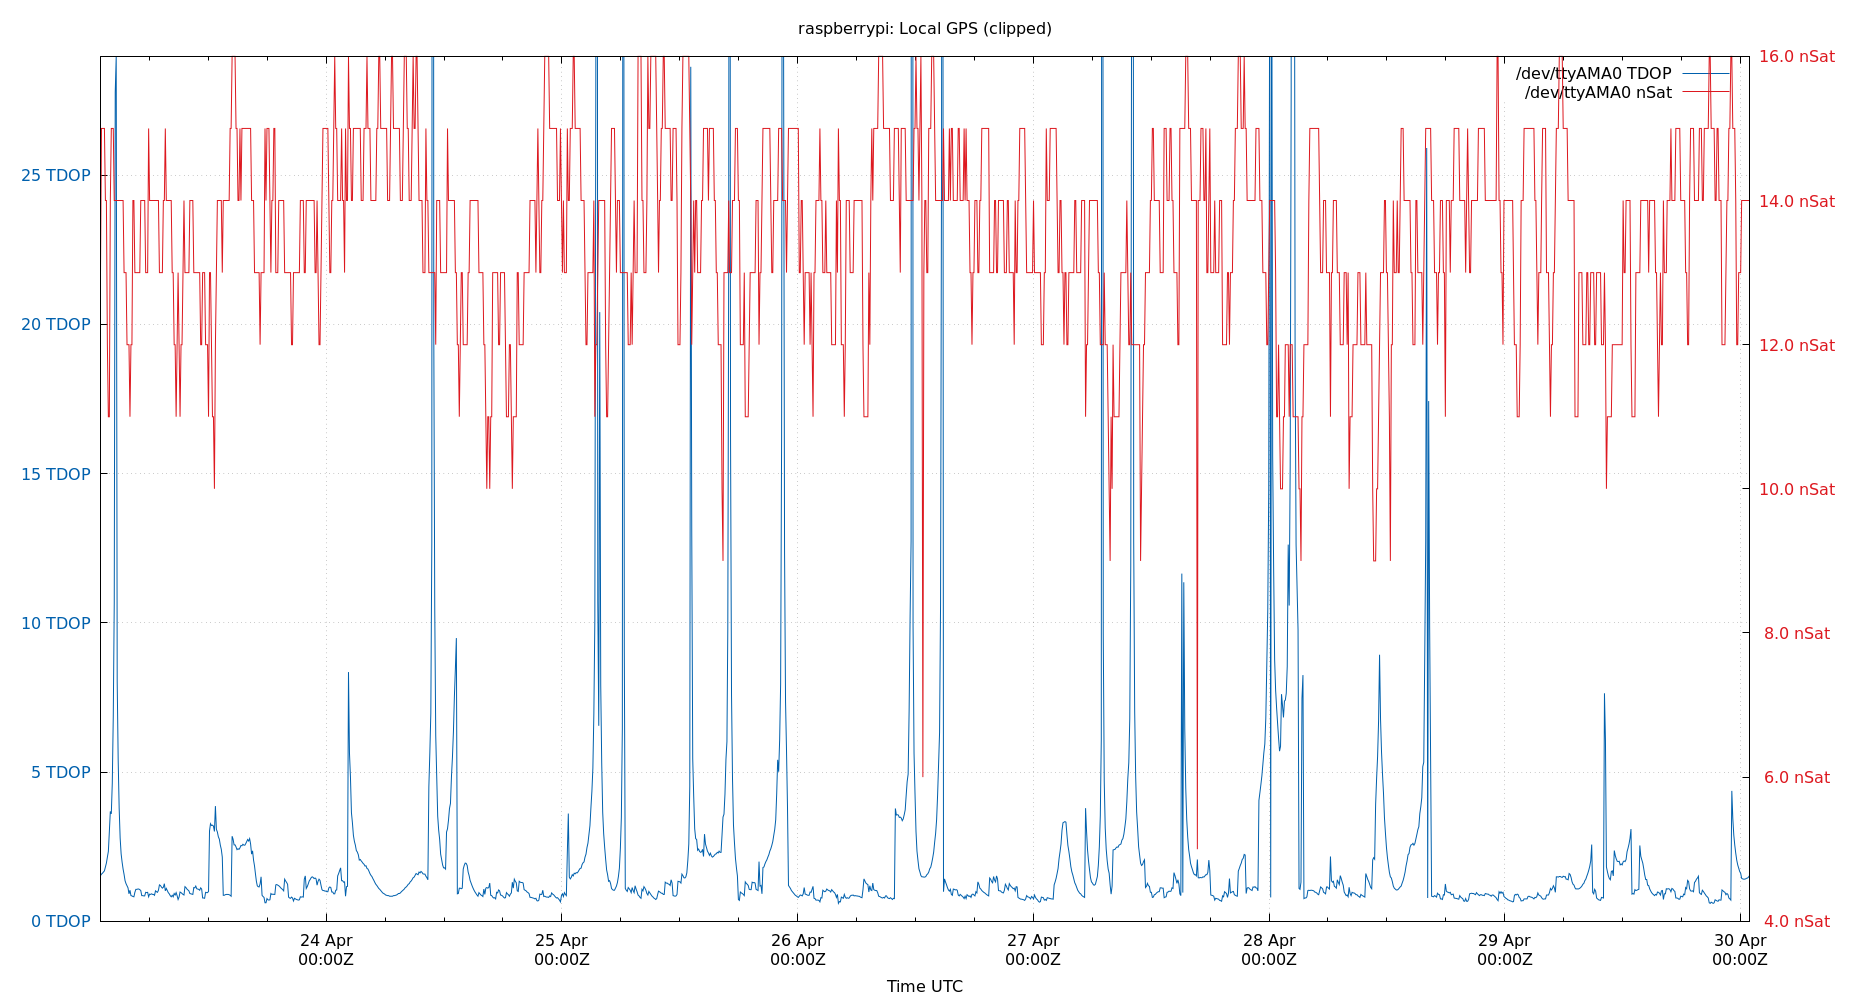 raspberrypi: Local GPS (clipped)
16.0 nSat
/dev/ttyAMA0 TDOP
/dev/ttyAMA0 nSat
25 TDOP
14.0 nSat
20 TDOP
12.0 nSat
15 TDOP
10.0 nSat
10 TDOP
8.0 nSat
5 TDOP
6.0 nSat
0 TDOP
4.0 nSat
24 Apr 25 Apr 26 Apr 27 Apr 28 Apr 29 Apr 30 Apr
00:00Z 00:00Z 00:00Z 00:00Z 00:00Z 00:00Z 00:00Z
Time UTC